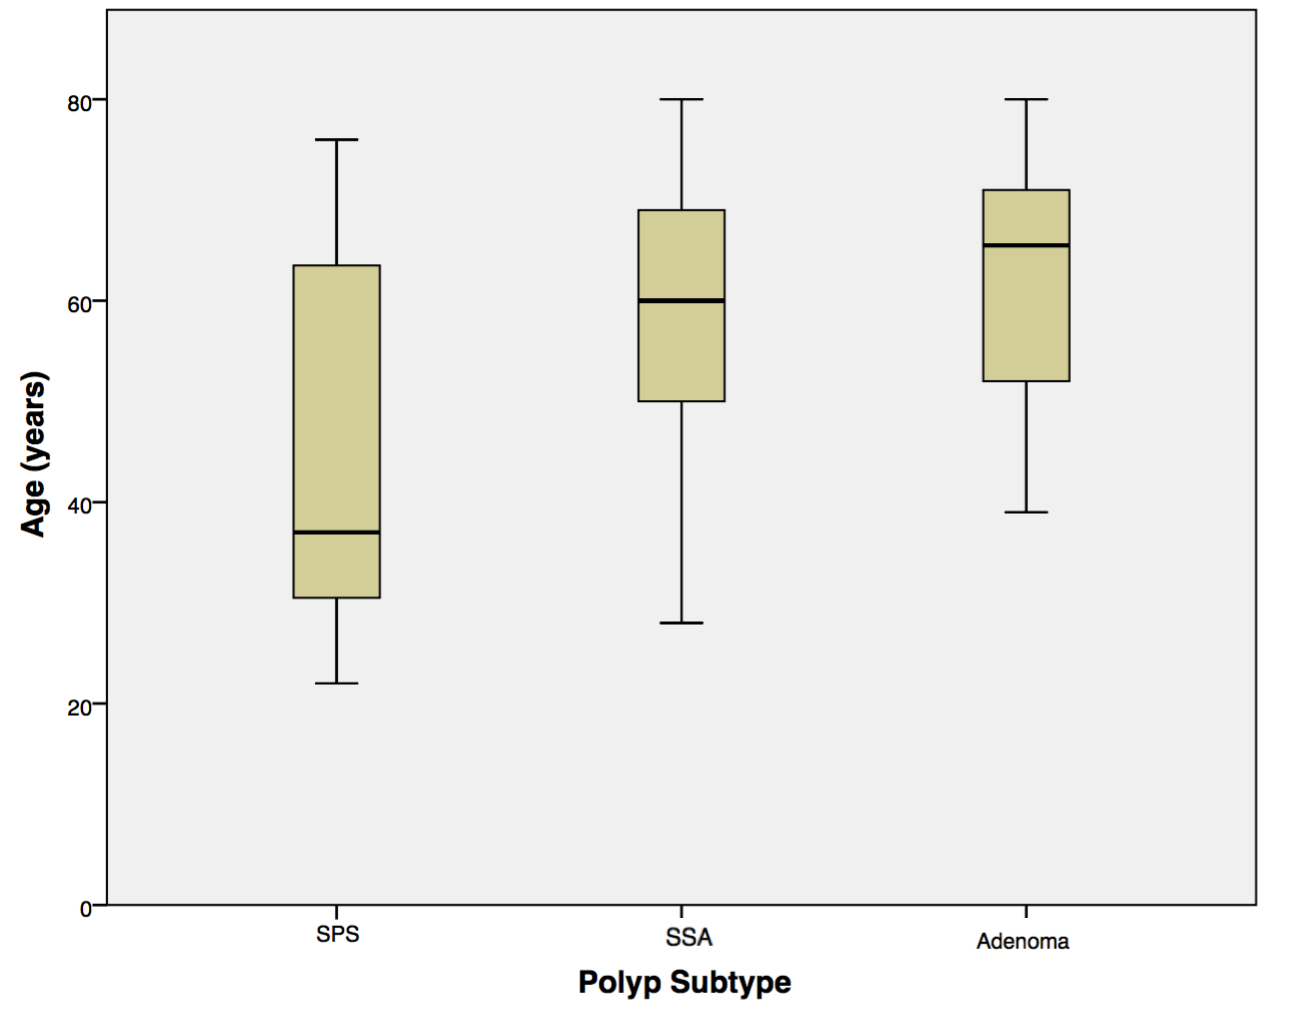 80
60
40
20
0
Age (years)
SPS
SSA
Adenoma
Polyp Subtype